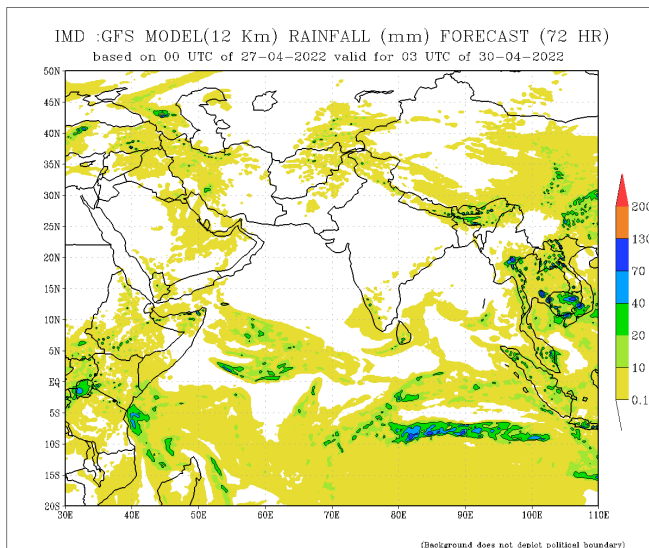 IMD :GFS MODEL(12 Km) RAINFALL (mm) FORECAST (72 HR)
based on 00 UTC of 27-04-2022 valid for 03 UTC of 30-04-2022
50N
45N
40N
35N
30N
25N
20N
15N
10N
5N
EQ
5S
10S
15S
20S
30E 40E 50E 60E 70E 80E 90E 100E 110E
200
130
70
40
20
10
0.1
(Background does not depict political boundary)